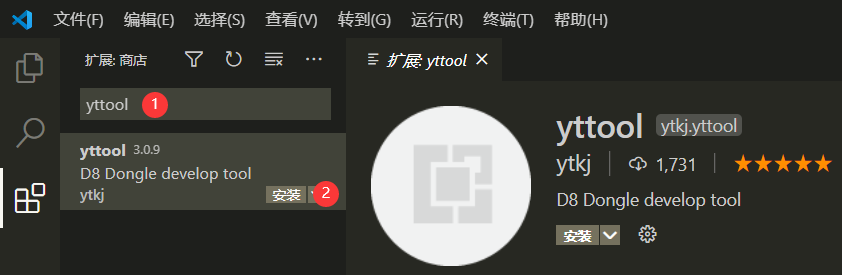 文件(F) 编辑(E) 选择(S) 查看(V) 转到(G) 运行(R) 终端(T) 帮助(H)
扩展: 商店
扩展: yttool
yttool 1
yttool 3.0.9
D8 Dongle develop tool
ytkj
安装 2
yttool ytkj.yttool
ytkj 1,731
D8 Dongle develop tool
安装